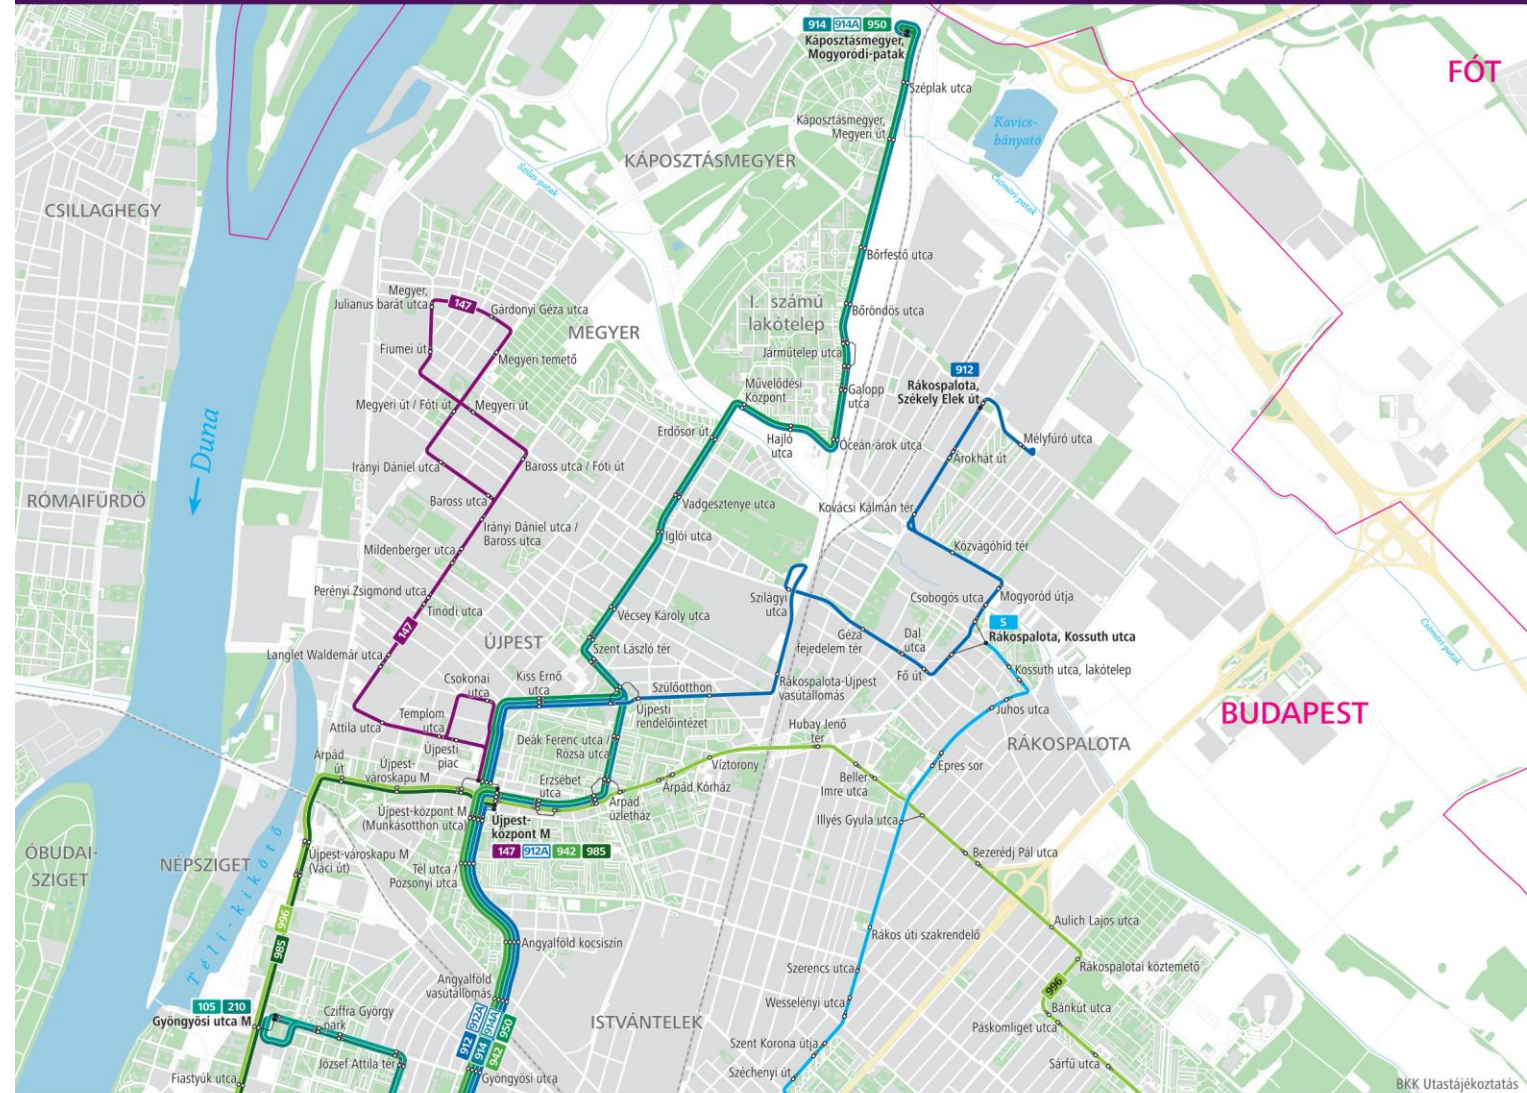 914 914A 950
Káposztásmegyer,
Mogyoródi-patak
FÓT
Széplak utca
Káposztásmegyer,
Megyeri út
Kavics-
bányató
KÁPOSZTÁSMEGYER
Szilas-patak
Csömöri-patak
CSILLAGHEGY
Bőrfestő utca
Megyer,
Julianus barát utca
147
Gárdonyi Géza utca
I. számú
lakótelep
Bőröndös utca
MEGYER
Fiumei út
Megyeri temető
Járműtelep utca
912
Rákospalota,
Székely Elek út
Művelődési
Központ
Galopp
utca
Megyeri út / Fóti út
Megyeri út
Duna
Erdősor út
Hajló
utca
Óceán-árok utca
Mélyfúró utca
Árokhát út
Irányi Dániel utca
Baross utca / Fóti út
RÓMAIFÜRDŐ
Baross utca
Vadgesztenye utca
Kovácsi Kálmán tér
Irányi Dániel utca /
Baross utca
Iglói utca
Mildenberger utca
Közvágóhíd tér
Perényi Zsigmond utca
Tinódi utca
Szilágyi
utca
Csobogós utca
Mogyoród útja
Vécsey Károly utca
5
Rákospalota, Kossuth utca
147
ÚJPEST
Géza
fejedelem tér
Dal
utca
Csömöri-patak
Langlet Waldemár utca
Szent László tér
Kossuth utca, lakótelep
Fő út
Csokonai
utca
Kiss Ernő
utca
Szülőotthon
Rákospalota-Újpest
vasútállomás
Juhos utca
BUDAPEST
Attila utca
Templom
utca
Újpesti
rendelőintézet
Hubay Jenő
tér
RÁKOSPALOTA
Újpesti
piac
Deák Ferenc utca /
Rózsa utca
Árpád
út
Újpest-
városkapu M
Víztorony
Epres sor
Erzsébet
utca
Árpád Kórház
Beller
Imre utca
Újpest-központ M
(Munkásotthon utca)
Újpest-
központ M
Árpád
üzletház
Illyés Gyula utca
147 912A 942 985
ÓBUDAI-
SZIGET
NÉPSZIGET
Újpest-városkapu M
(Váci út)
Tél utca /
Pozsonyi utca
Bezerédj Pál utca
Téli-kikötő
996
985
Angyalföld kocsiszín
Aulich Lajos utca
Rákos úti szakrendelő
Szerencs utca
Rákospalotai köztemető
Angyalföld
vasútállomás
996
105 210
Gyöngyösi utca M
Cziffra György
park
Wesselényi utca
Bánkút utca
ISTVÁNTELEK
Páskomliget utca
912 912A
914 914A
942 950
Szent Korona útja
József Attila tér
Sárfű utca
Fiastyúk utca
Gyöngyösi utca
Széchenyi út
BKK Utastájékoztatás